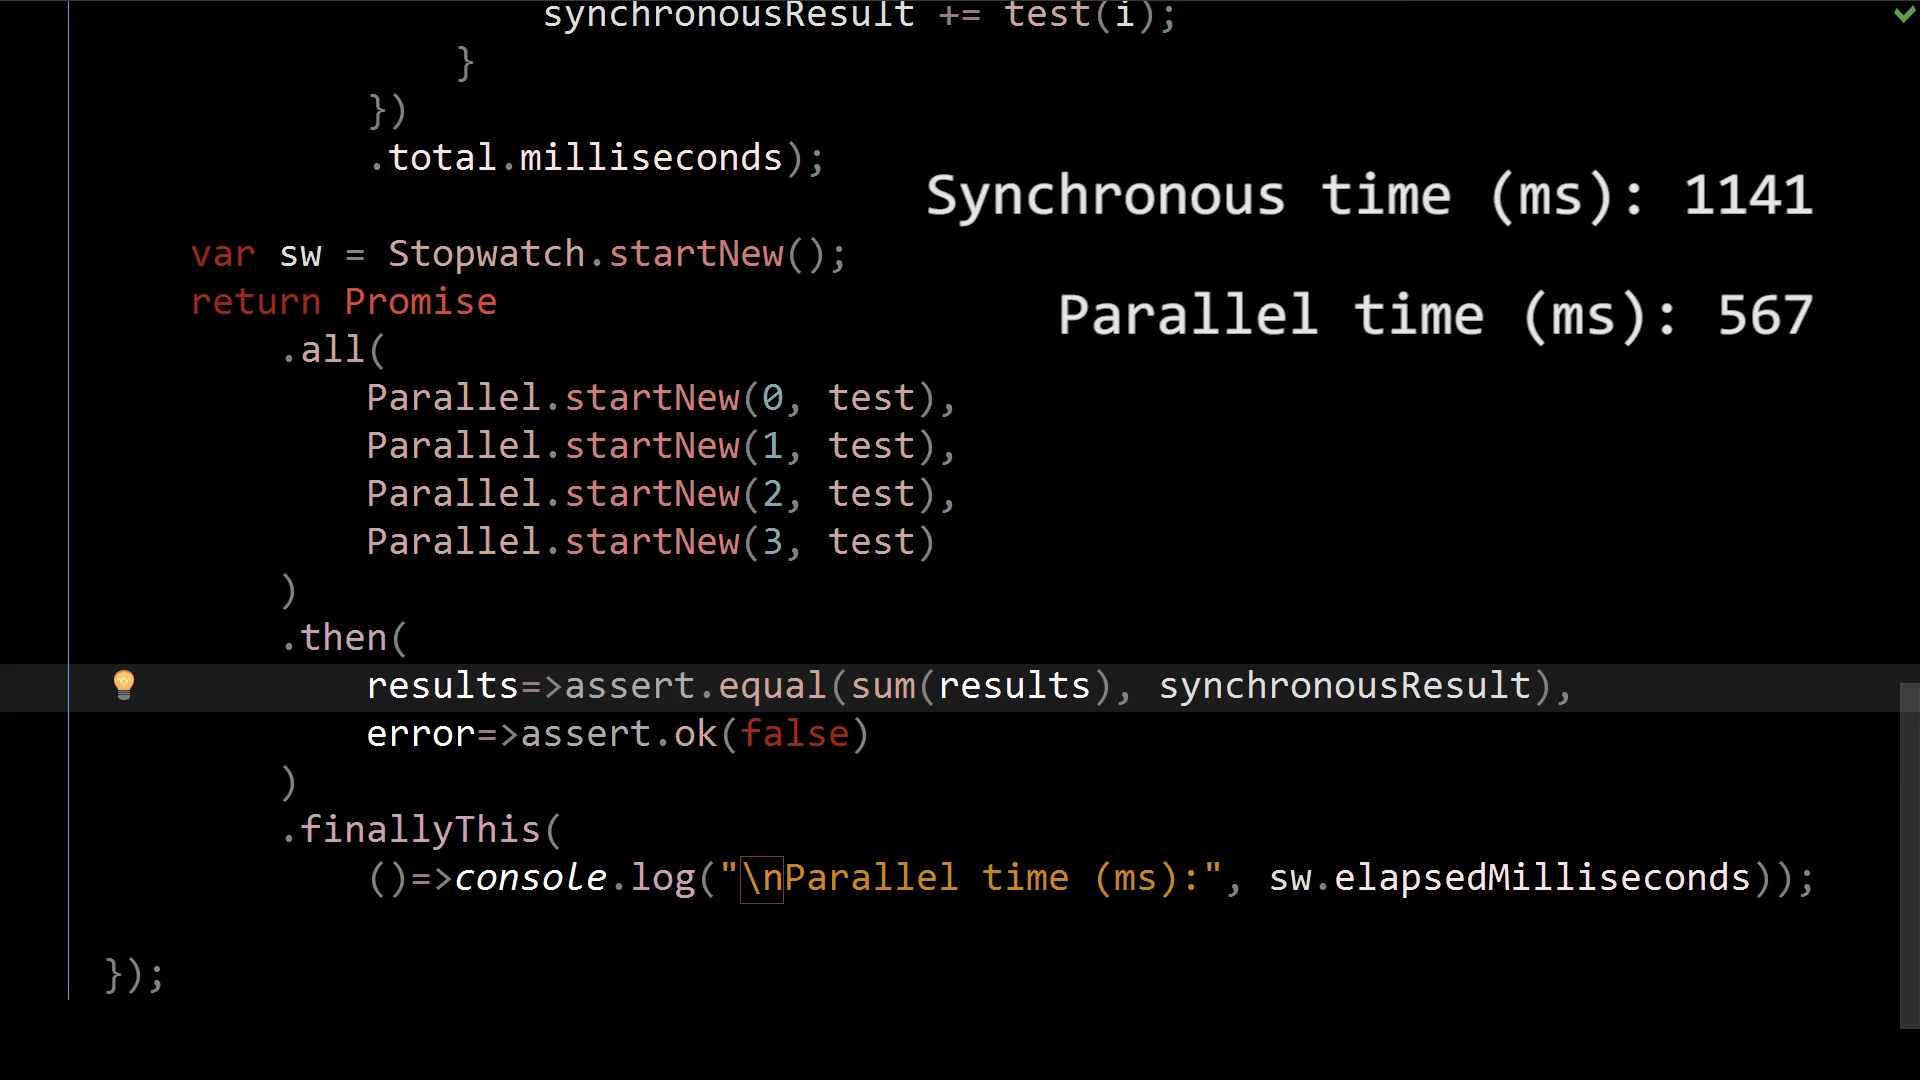 synchronousResult += test(i);
}
})
.total.milliseconds);
Synchronous time (ms): 1141
var sw = Stopwatch.startNew();
return Promise
Parallel time (ms): 567
.all(
Parallel.startNew(0, test),
Parallel.startNew(1, test),
Parallel.startNew(2, test),
Parallel.startNew(3, test)
)
.then(
results=>assert.equal(sum(results), synchronousResult),
error=>assert.ok(false)
)
.finallyThis(
()=>console.log("\nParallel time (ms):", sw.elapsedMilliseconds));
});